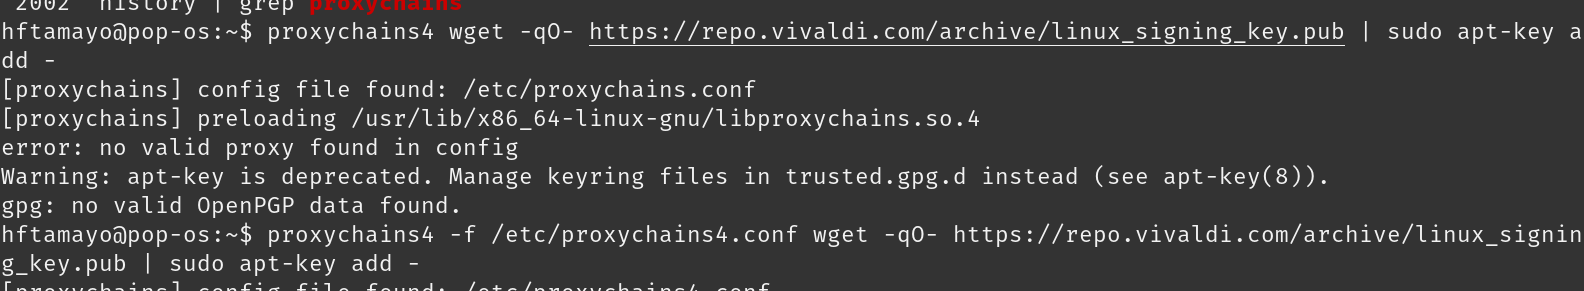 2002  history | grep proxychains
hftamayo@pop-os:~$ proxychains4 wget -qO- https://repo.vivaldi.com/archive/linux_signing_key.pub | sudo apt-key a
dd -
[proxychains] config file found: /etc/proxychains.conf
[proxychains] preloading /usr/lib/x86_64-linux-gnu/libproxychains.so.4
error: no valid proxy found in config
Warning: apt-key is deprecated. Manage keyring files in trusted.gpg.d instead (see apt-key(8)).
gpg: no valid OpenPGP data found.
hftamayo@pop-os:~$ proxychains4 -f /etc/proxychains4.conf wget -qO- https://repo.vivaldi.com/archive/linux_signin
g_key.pub | sudo apt-key add -
[proxychains] config file found: /etc/proxychains4.conf